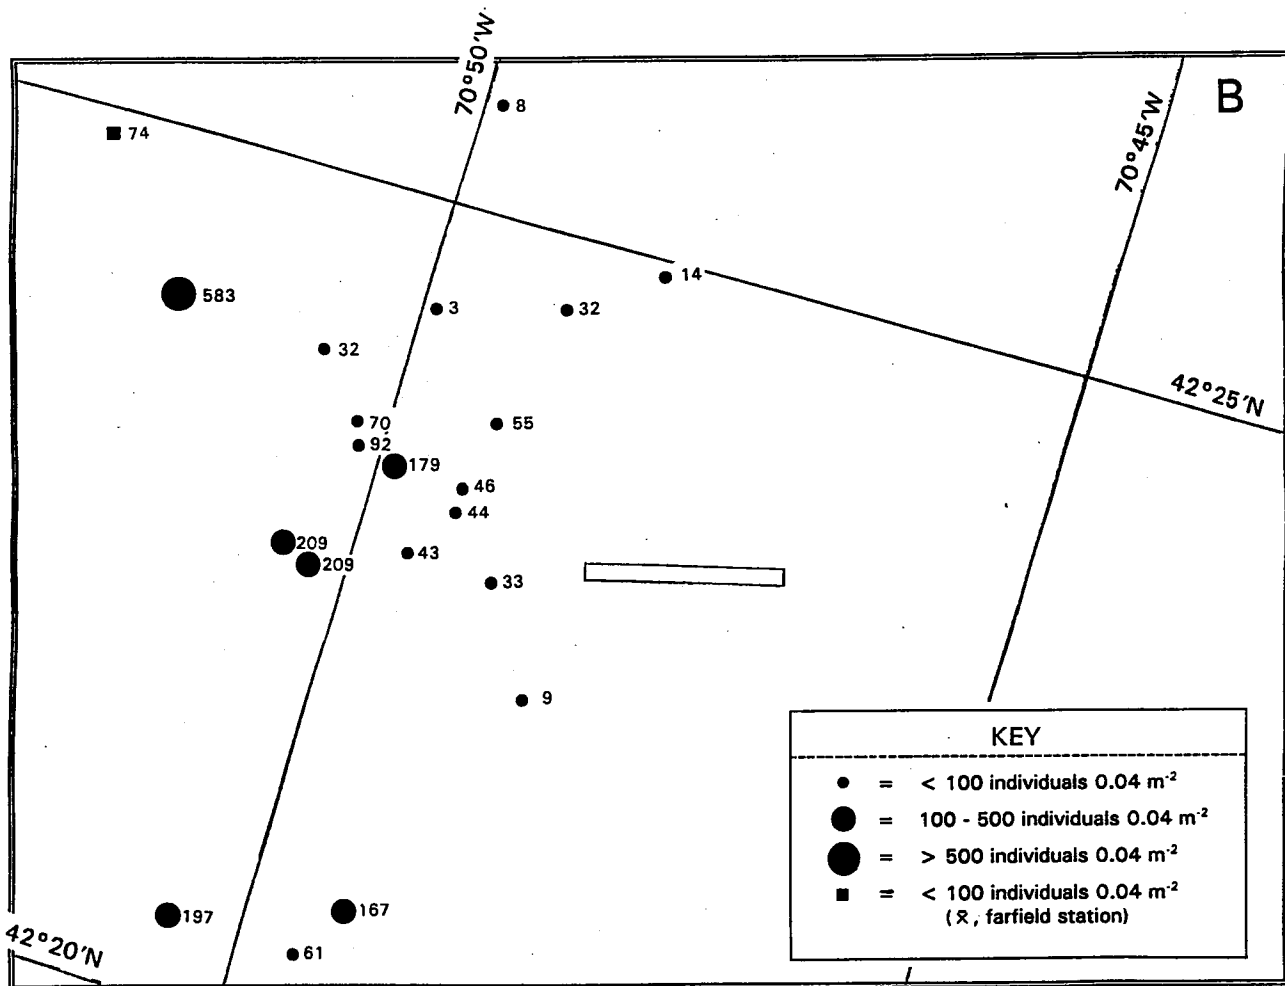 70°50′W
B
8
70°45′W
74
14
583
3
32
32
42°25′N
70
55
92
179
46
44
209
43
209
33
9
KEY
= < 100 individuals 0.04 m⁻²
= 100 - 500 individuals 0.04 m⁻²
= > 500 individuals 0.04 m⁻²
= < 100 individuals 0.04 m⁻²
(x̄, farfield station)
197
167
42°20′N
61